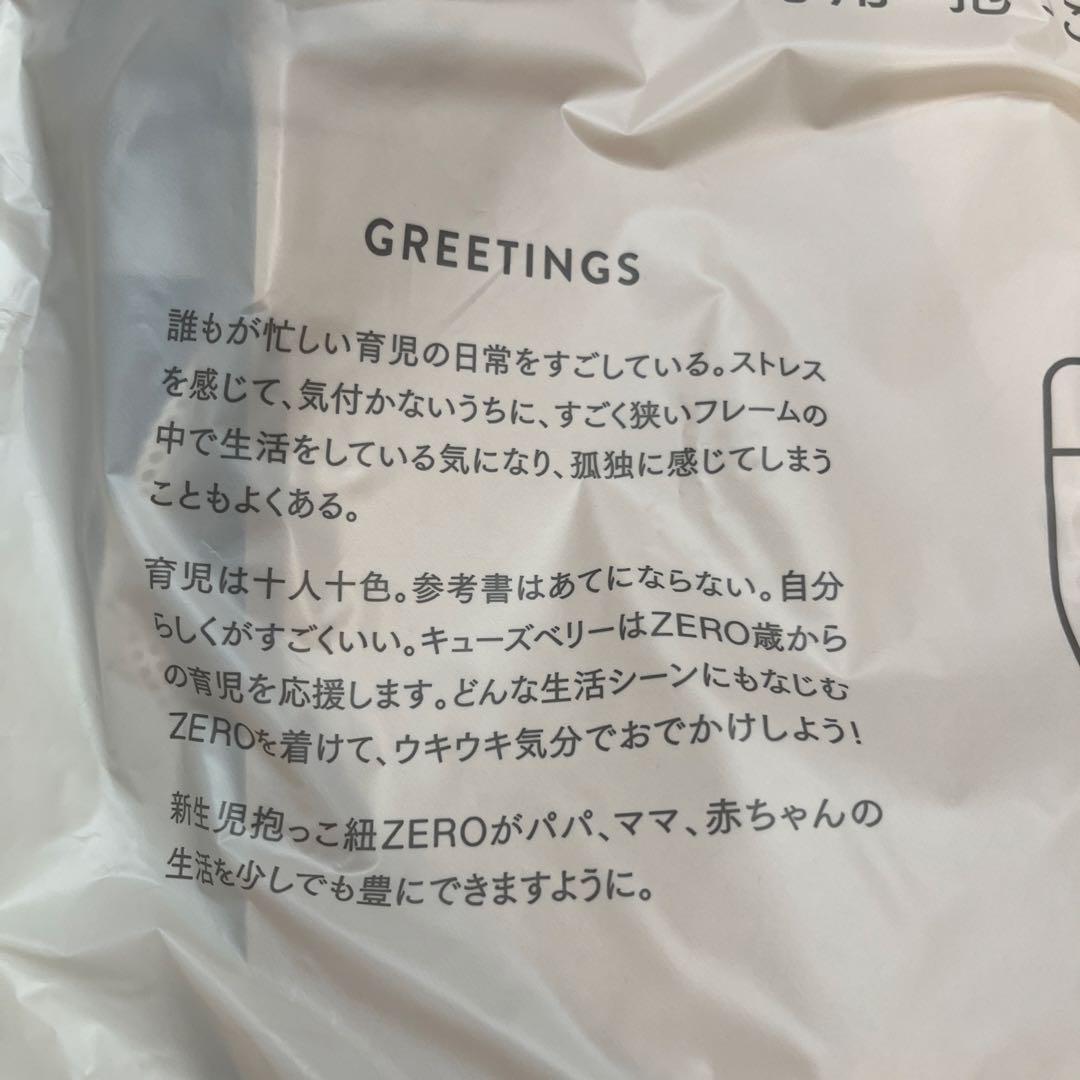 GREETINGS
誰もが忙しい育児の日常をすごしている。ストレス
を感じて、気付かないうちに、すごく狭いフレームの
中で生活をしている気になり、孤独に感じてしまう
こともよくある。
育児は十人十色。参考書はあてにならない。自分
らしくがすごくいい。キューズベリーはZERO歳から
の育児を応援します。どんな生活シーンにもなじむ
ZEROを着けて、ウキウキ気分でおでかけしよう!
新生児抱っこ紐ZEROがパパ、ママ、赤ちゃんの
生活を少しでも豊にできますように。